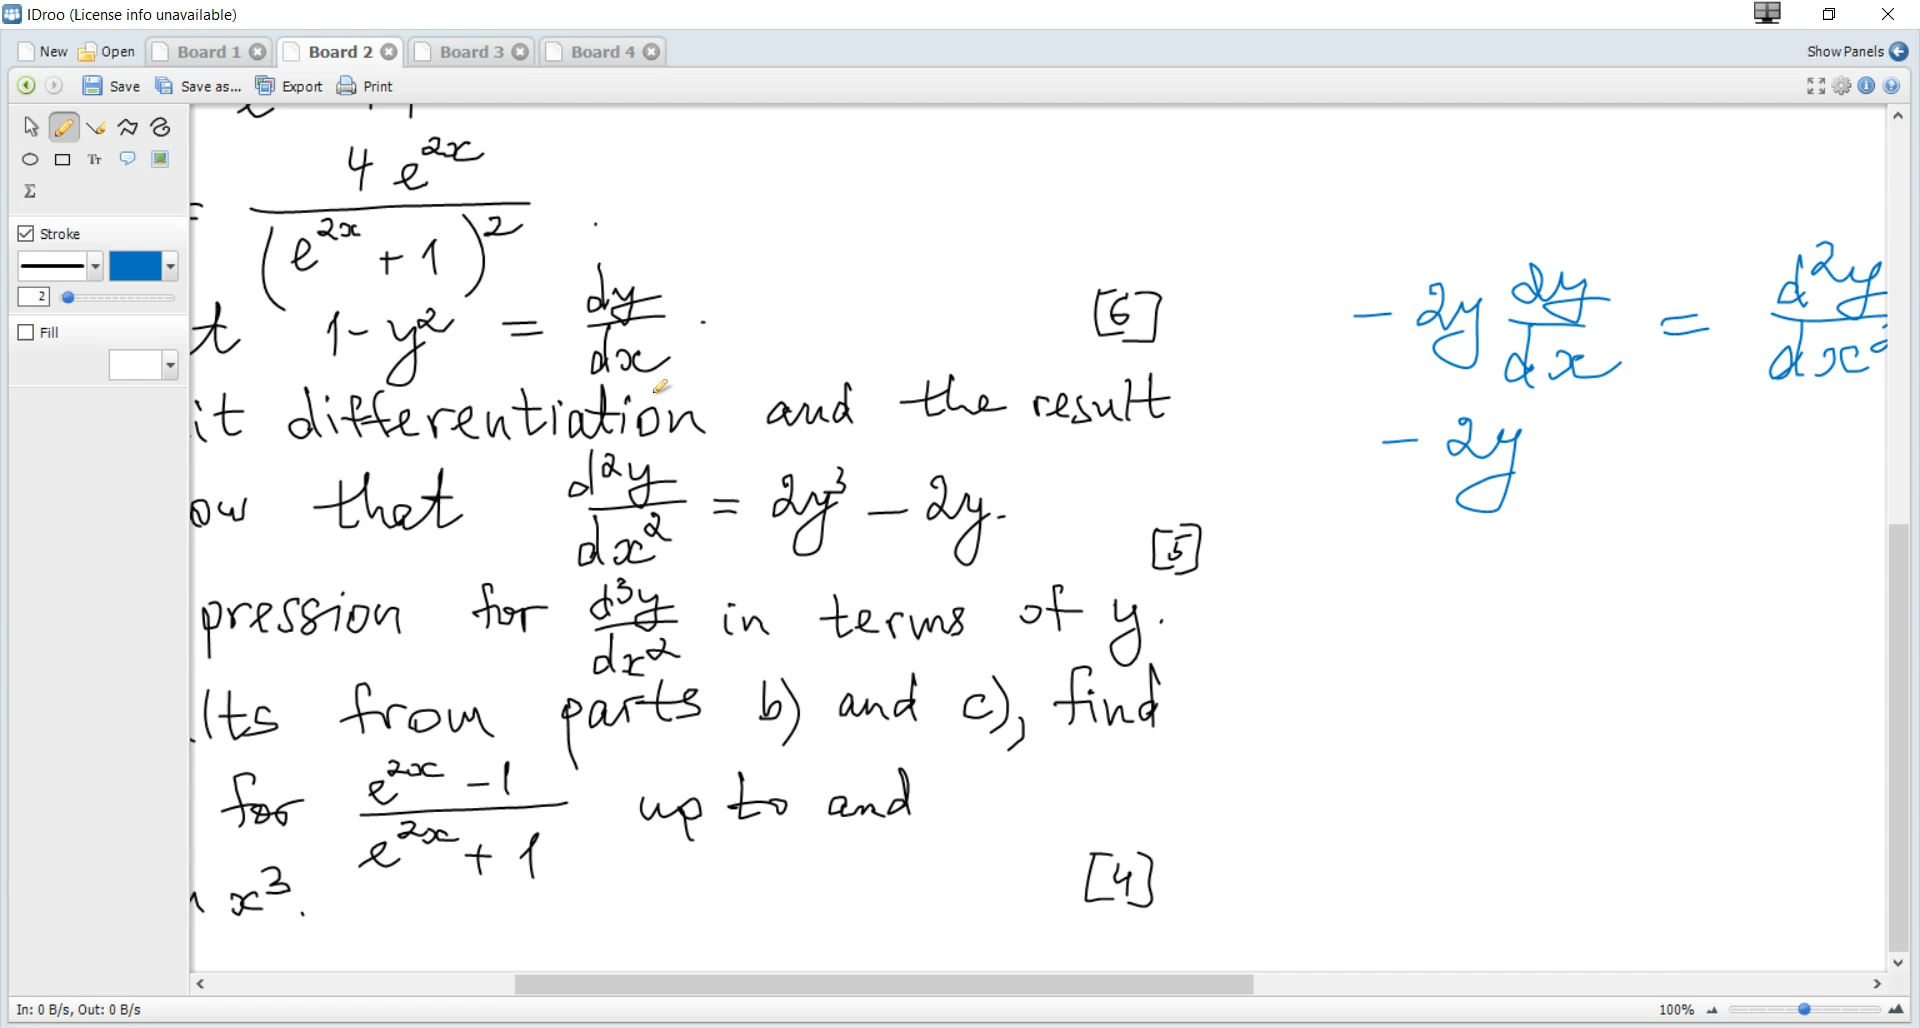 IDroo (License info unavailable)
New Open Board 1 Board 2 Board 3 Board 4 Show Panels
Save Save as... Export Print
4 e^2x
(e^2x + 1)^2 .
t 1 - y^2 = dy/dx . [6]
it differentiation and the result
ow that d^2y/dx^2 = 2y^3 - 2y. [5]
pression for d^3y/dx^2 in terms of y.
lts from parts b) and c), find
for e^2x - 1 / e^2x + 1 up to and
x^3. [4]
- 2y dy/dx = d^2y/dx^2
- 2y
Tr
Σ
Stroke
2
Fill
In: 0 B/s, Out: 0 B/s 100%